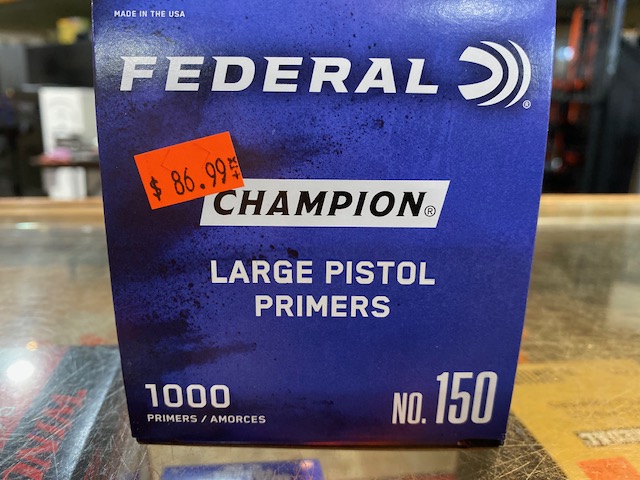 MADE IN THE USA
FEDERAL ®
$ 86.99
CHAMPION®
LARGE PISTOL
PRIMERS
1000
PRIMERS / AMORCES
NO. 150